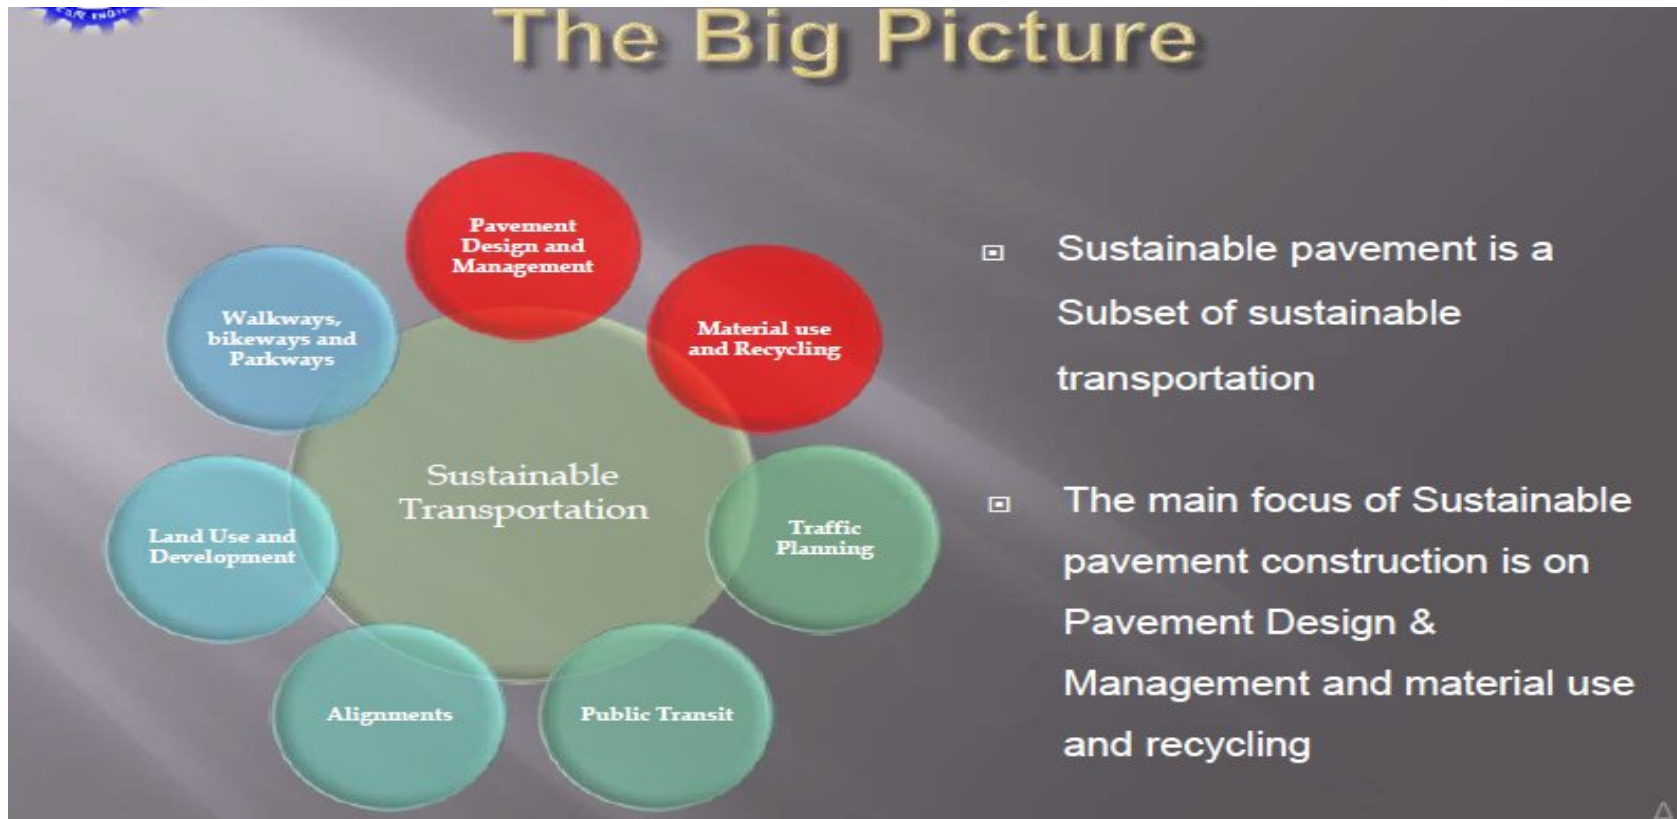 The Big Picture
Pavement
Design and
Management
Material use
and Recycling
Traffic
Planning
Public Transit
Alignments
Land Use and
Development
Walkways,
bikeways and
Parkways
Sustainable
Transportation
Sustainable pavement is a
Subset of sustainable
transportation
The main focus of Sustainable
pavement construction is on
Pavement Design &
Management and material use
and recycling